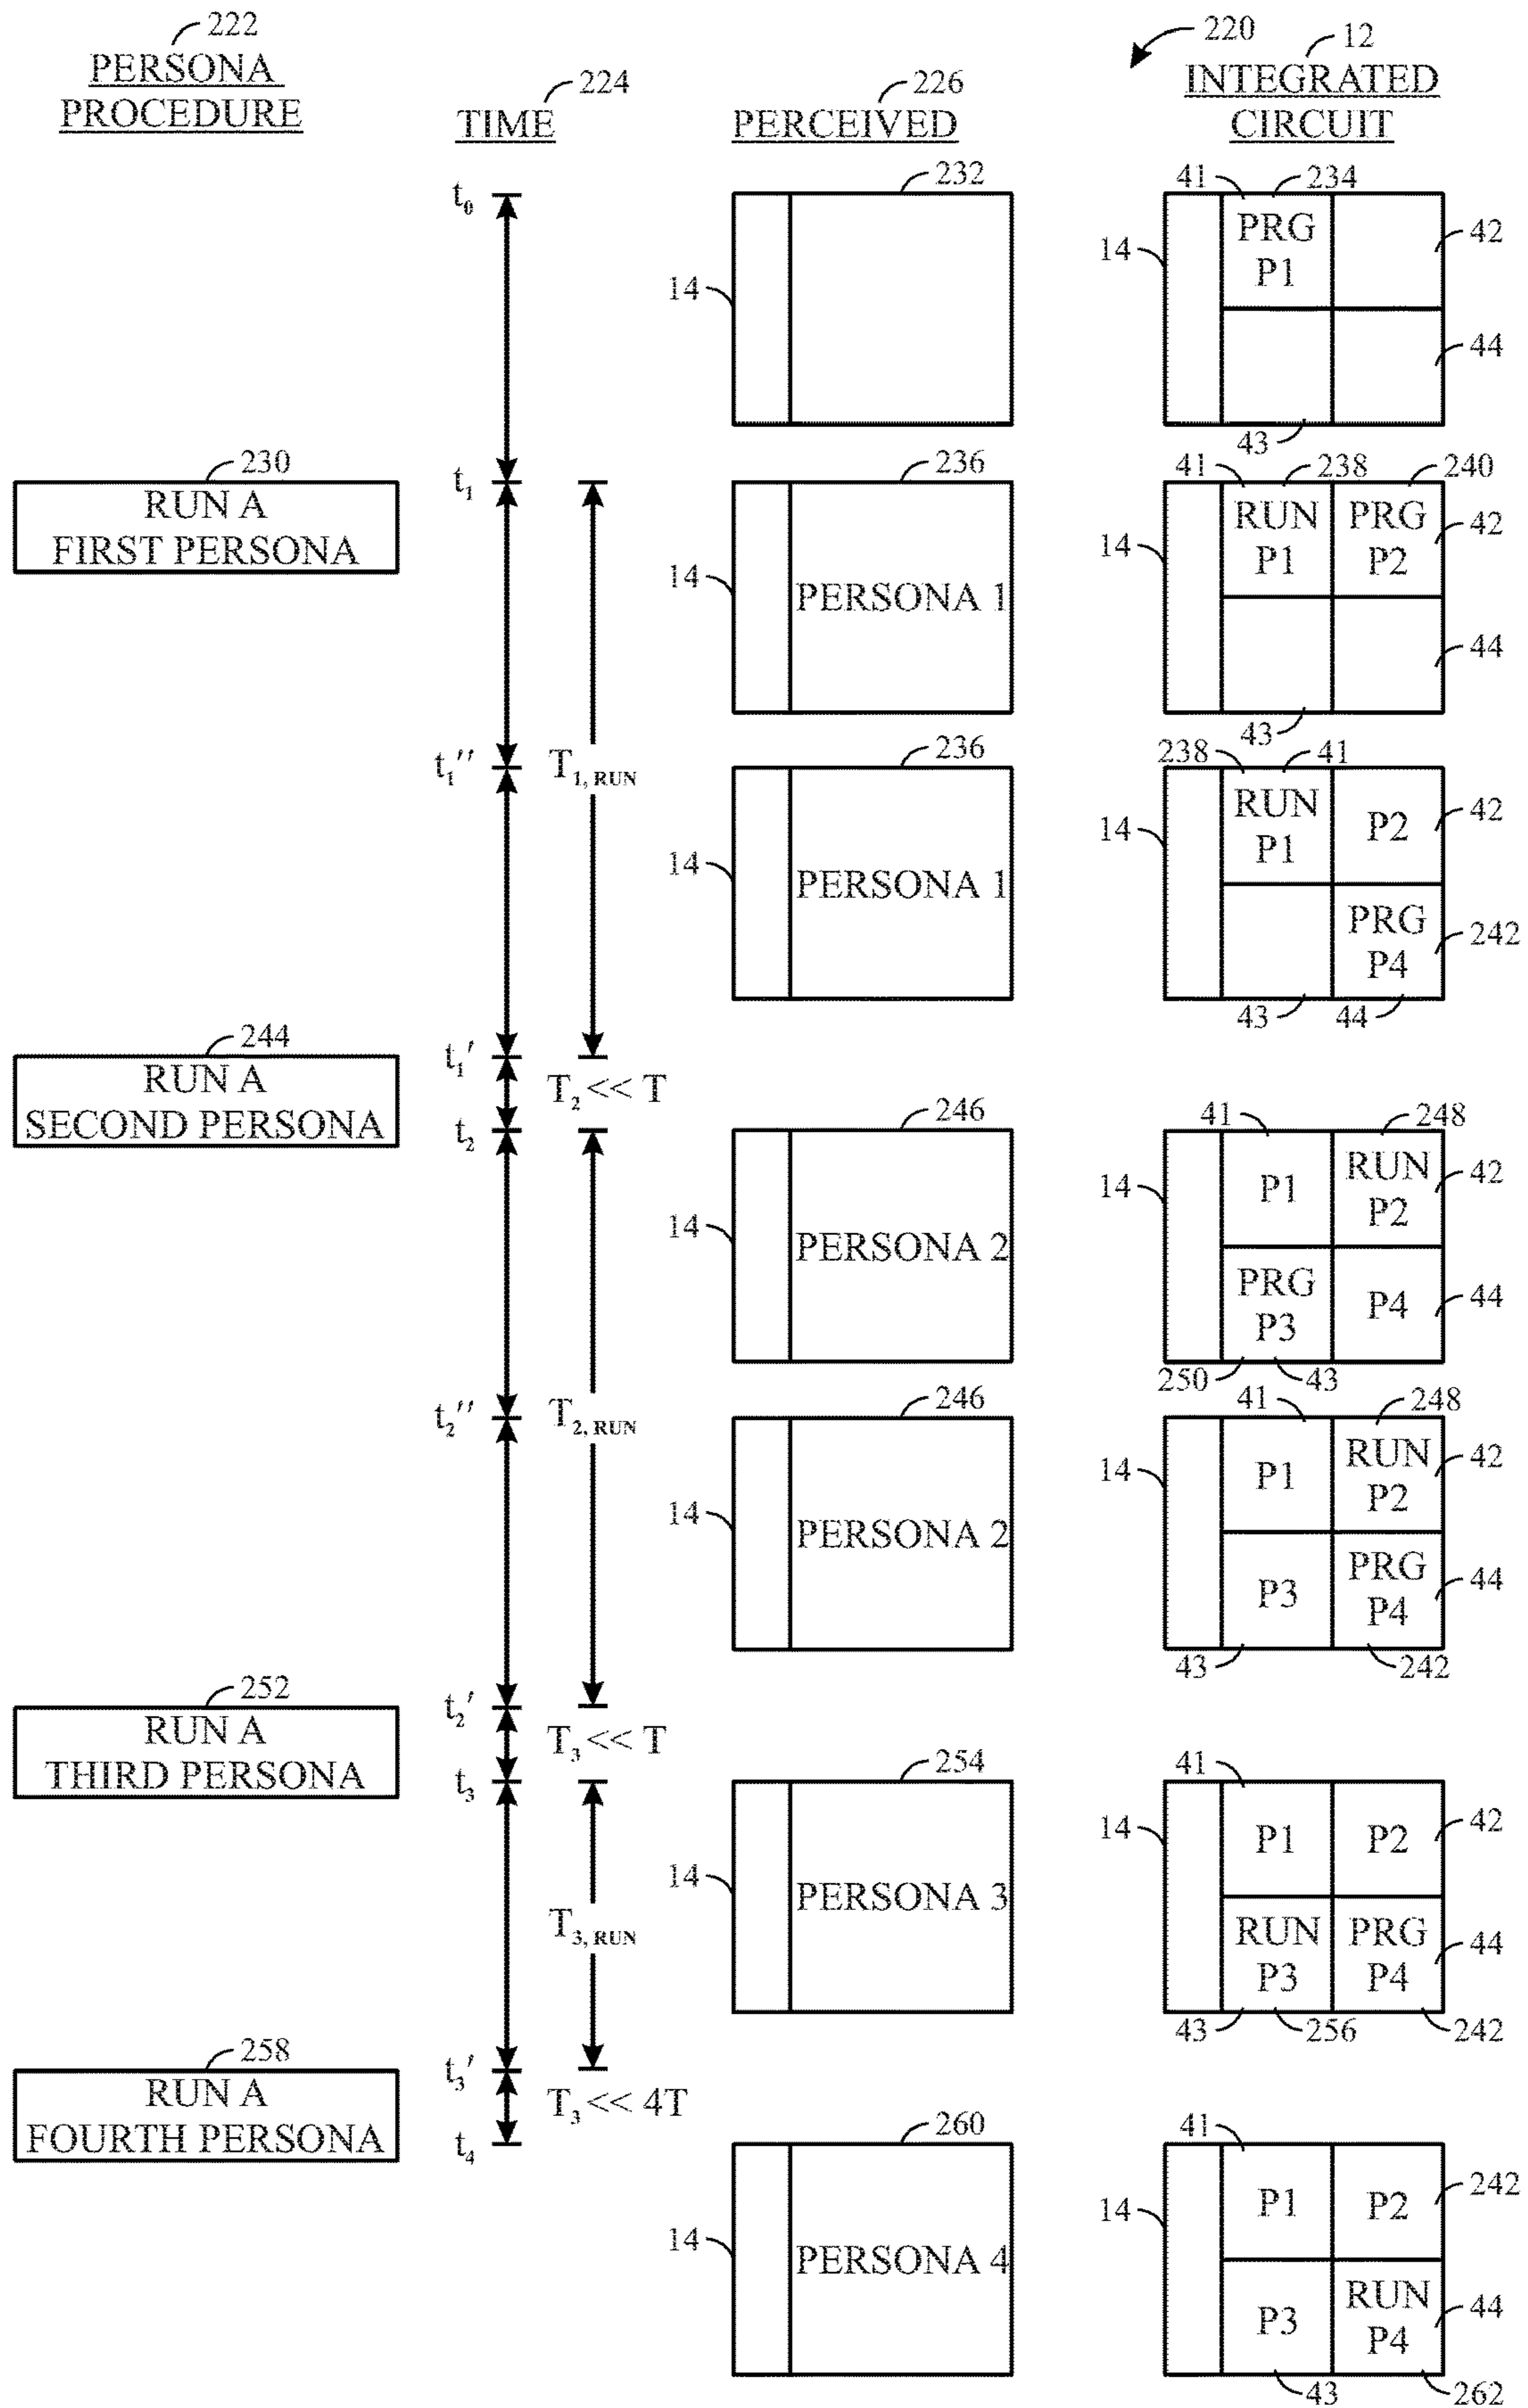 222
PERSONA
PROCEDURE
224
TIME
226
PERCEIVED
220
12
INTEGRATED
CIRCUIT
t0
232
14
41
234
PRG
P1
42
14
44
43
230
RUN A
FIRST PERSONA
t1
236
14
PERSONA 1
41
238
240
RUN
P1
PRG
P2
42
14
44
43
t1''
T1, RUN
236
14
PERSONA 1
238
41
RUN
P1
P2
42
14
PRG
P4
242
43
44
244
RUN A
SECOND PERSONA
t1'
T2 << T
t2
246
14
PERSONA 2
41
248
P1
RUN
P2
42
14
PRG
P3
P4
44
250
43
t2''
T2, RUN
246
14
PERSONA 2
41
248
P1
RUN
P2
42
14
P3
PRG
P4
44
43
242
252
RUN A
THIRD PERSONA
t2'
T3 << T
t3
254
14
PERSONA 3
T3, RUN
41
P1
P2
42
14
RUN
P3
PRG
P4
44
43
256
242
258
RUN A
FOURTH PERSONA
t3'
T3 << 4T
t4
260
14
PERSONA 4
41
P1
P2
242
14
P3
RUN
P4
44
43
262